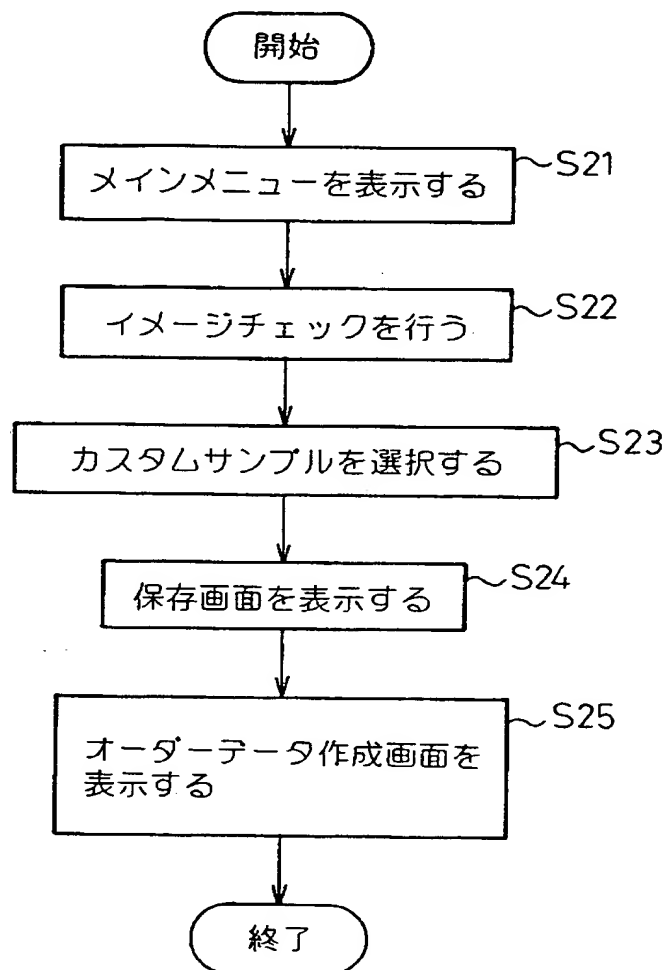 開始
メインメニューを表示する
S21
イメージチェックを行う
S22
カスタムサンプルを選択する
S23
保存画面を表示する
S24
オーダーデータ作成画面を
表示する
S25
終了